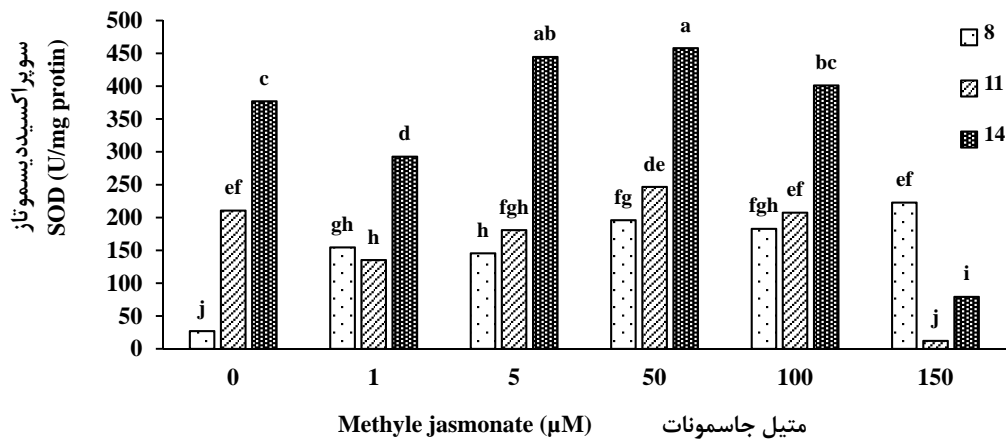 سوپراکسیددیسموتاز
SOD (U/mg protin)
500
450
400
350
300
250
200
150
100
50
0
j
ef
c
gh
h
d
h
fgh
ab
fg
de
a
fgh
ef
bc
ef
j
i
8
11
14
0 1 5 50 100 150
Methyle jasmonate (µM) متیل جاسمونات